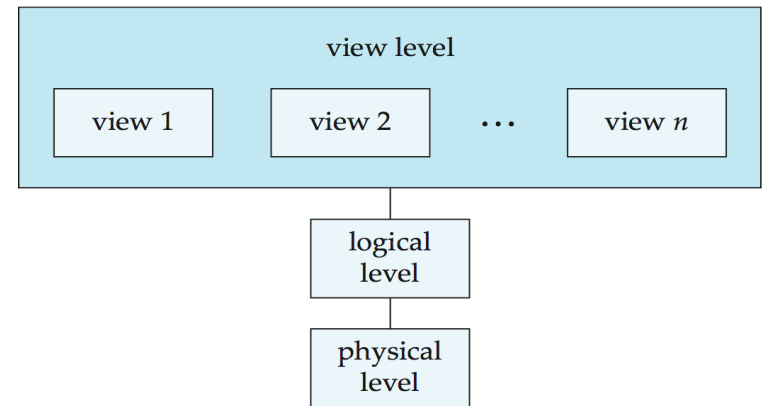 view level
view 1
view 2
...
view n
logical
level
physical
level